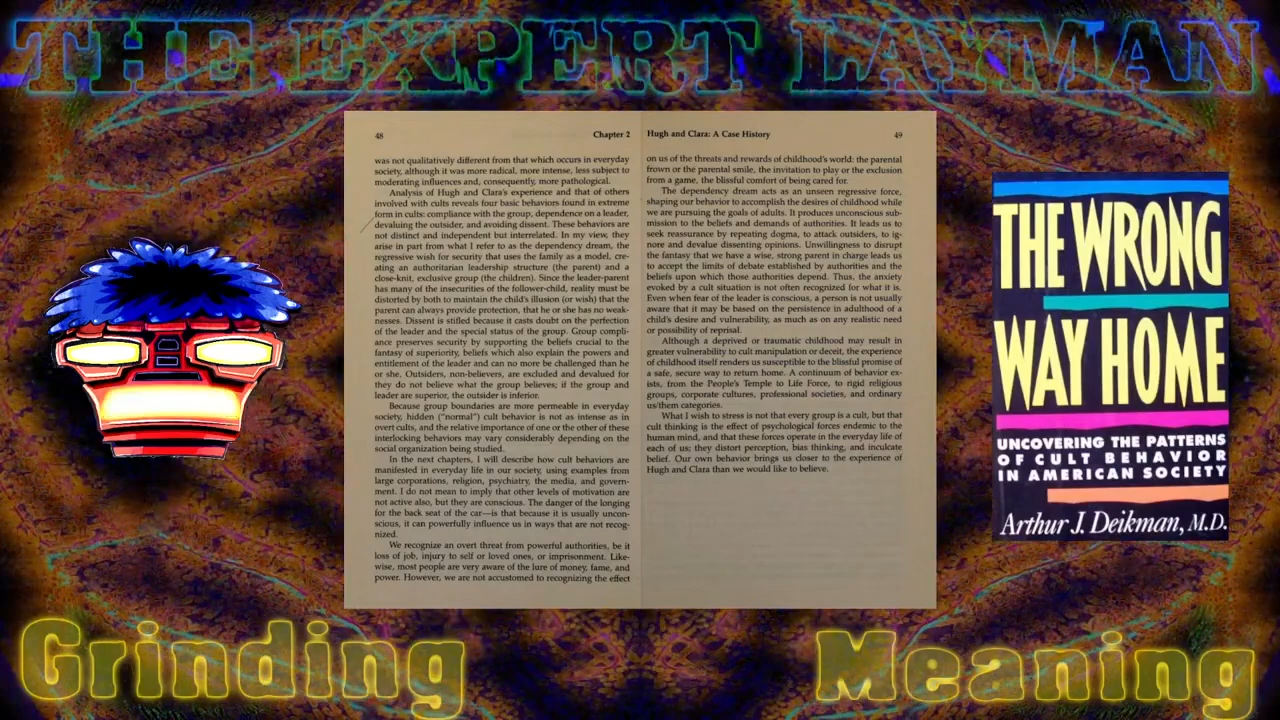 THE EXPERT LAYMAN
48 Chapter 2
was not qualitatively different from that which occurs in everyday
society, although it was more radical, more intense, less subject to
moderating influences and, consequently, more pathological.
Analysis of Hugh and Clara's experience and that of others
involved with cults reveals four basic behaviors found in extreme
form in cults: compliance with the group, dependence on a leader,
devaluing the outsider, and avoiding dissent. These behaviors are
not distinct and independent but interrelated. In my view, they
arise in part from what I refer to as the dependency dream, the
regressive wish for security that uses the family as a model, cre-
ating an authoritarian leadership structure (the parent) and a
close-knit, exclusive group (the children). Since the leader-parent
has many of the insecurities of the follower-child, reality must be
distorted by both to maintain the child's illusion (or wish) that the
parent can always provide protection, that he or she has no weak-
nesses. Dissent is stifled because it casts doubt on the perfection
of the leader and the special status of the group. Group compli-
ance preserves security by supporting the beliefs crucial to the
fantasy of superiority, beliefs which also explain the powers and
entitlement of the leader and can no more be challenged than he
or she. Outsiders, non-believers, are excluded and devalued for
they do not believe what the group believes; if the group and
leader are superior, the outsider is inferior.
Because group boundaries are more permeable in everyday
society, hidden ("normal") cult behavior is not as intense as in
overt cults, and the relative importance of one or the other of these
interlocking behaviors may vary considerably depending on the
social organization being studied.
In the next chapters, I will describe how cult behaviors are
manifested in everyday life in our society, using examples from
large corporations, religion, psychiatry, the media, and govern-
ment. I do not mean to imply that other levels of motivation are
not active also, but they are conscious. The danger of the longing
for the back seat of the car—is that because it is usually uncon-
scious, it can powerfully influence us in ways that are not recog-
nized.
We recognize an overt threat from powerful authorities, be it
loss of job, injury to self or loved ones, or imprisonment. Like-
wise, most people are very aware of the lure of money, fame, and
power. However, we are not accustomed to recognizing the effect
Hugh and Clara: A Case History 49
on us of the threats and rewards of childhood's world: the parental
frown or the parental smile, the invitation to play or the exclusion
from a game, the blissful comfort of being cared for.
The dependency dream acts as an unseen regressive force,
shaping our behavior to accomplish the desires of childhood while
we are pursuing the goals of adults. It produces unconscious sub-
mission to the beliefs and demands of authorities. It leads us to
seek reassurance by repeating dogma, to attack outsiders, to ig-
nore and devalue dissenting opinions. Unwillingness to disrupt
the fantasy that we have a wise, strong parent in charge leads us
to accept the limits of debate established by authorities and the
beliefs upon which those authorities depend. Thus, the anxiety
evoked by a cult situation is not often recognized for what it is.
Even when fear of the leader is conscious, a person is not usually
aware that it may be based on the persistence in adulthood of a
child's desire and vulnerability, as much as on any realistic need
or possibility of reprisal.
Although a deprived or traumatic childhood may result in
greater vulnerability to cult manipulation or deceit, the experience
of childhood itself renders us susceptible to the blissful promise of
a safe, secure way to return home. A continuum of behavior ex-
ists, from the People's Temple to Life Force, to rigid religious
groups, corporate cultures, professional societies, and ordinary
us/them categories.
What I wish to stress is not that every group is a cult, but that
cult thinking is the effect of psychological forces endemic to the
human mind, and that these forces operate in the everyday life of
each of us; they distort perception, bias thinking, and inculcate
belief. Our own behavior brings us closer to the experience of
Hugh and Clara than we would like to believe.
THE WRONG
WAY HOME
UNCOVERING THE PATTERNS
OF CULT BEHAVIOR
IN AMERICAN SOCIETY
Arthur J. Deikman, M.D.
Grinding Meaning